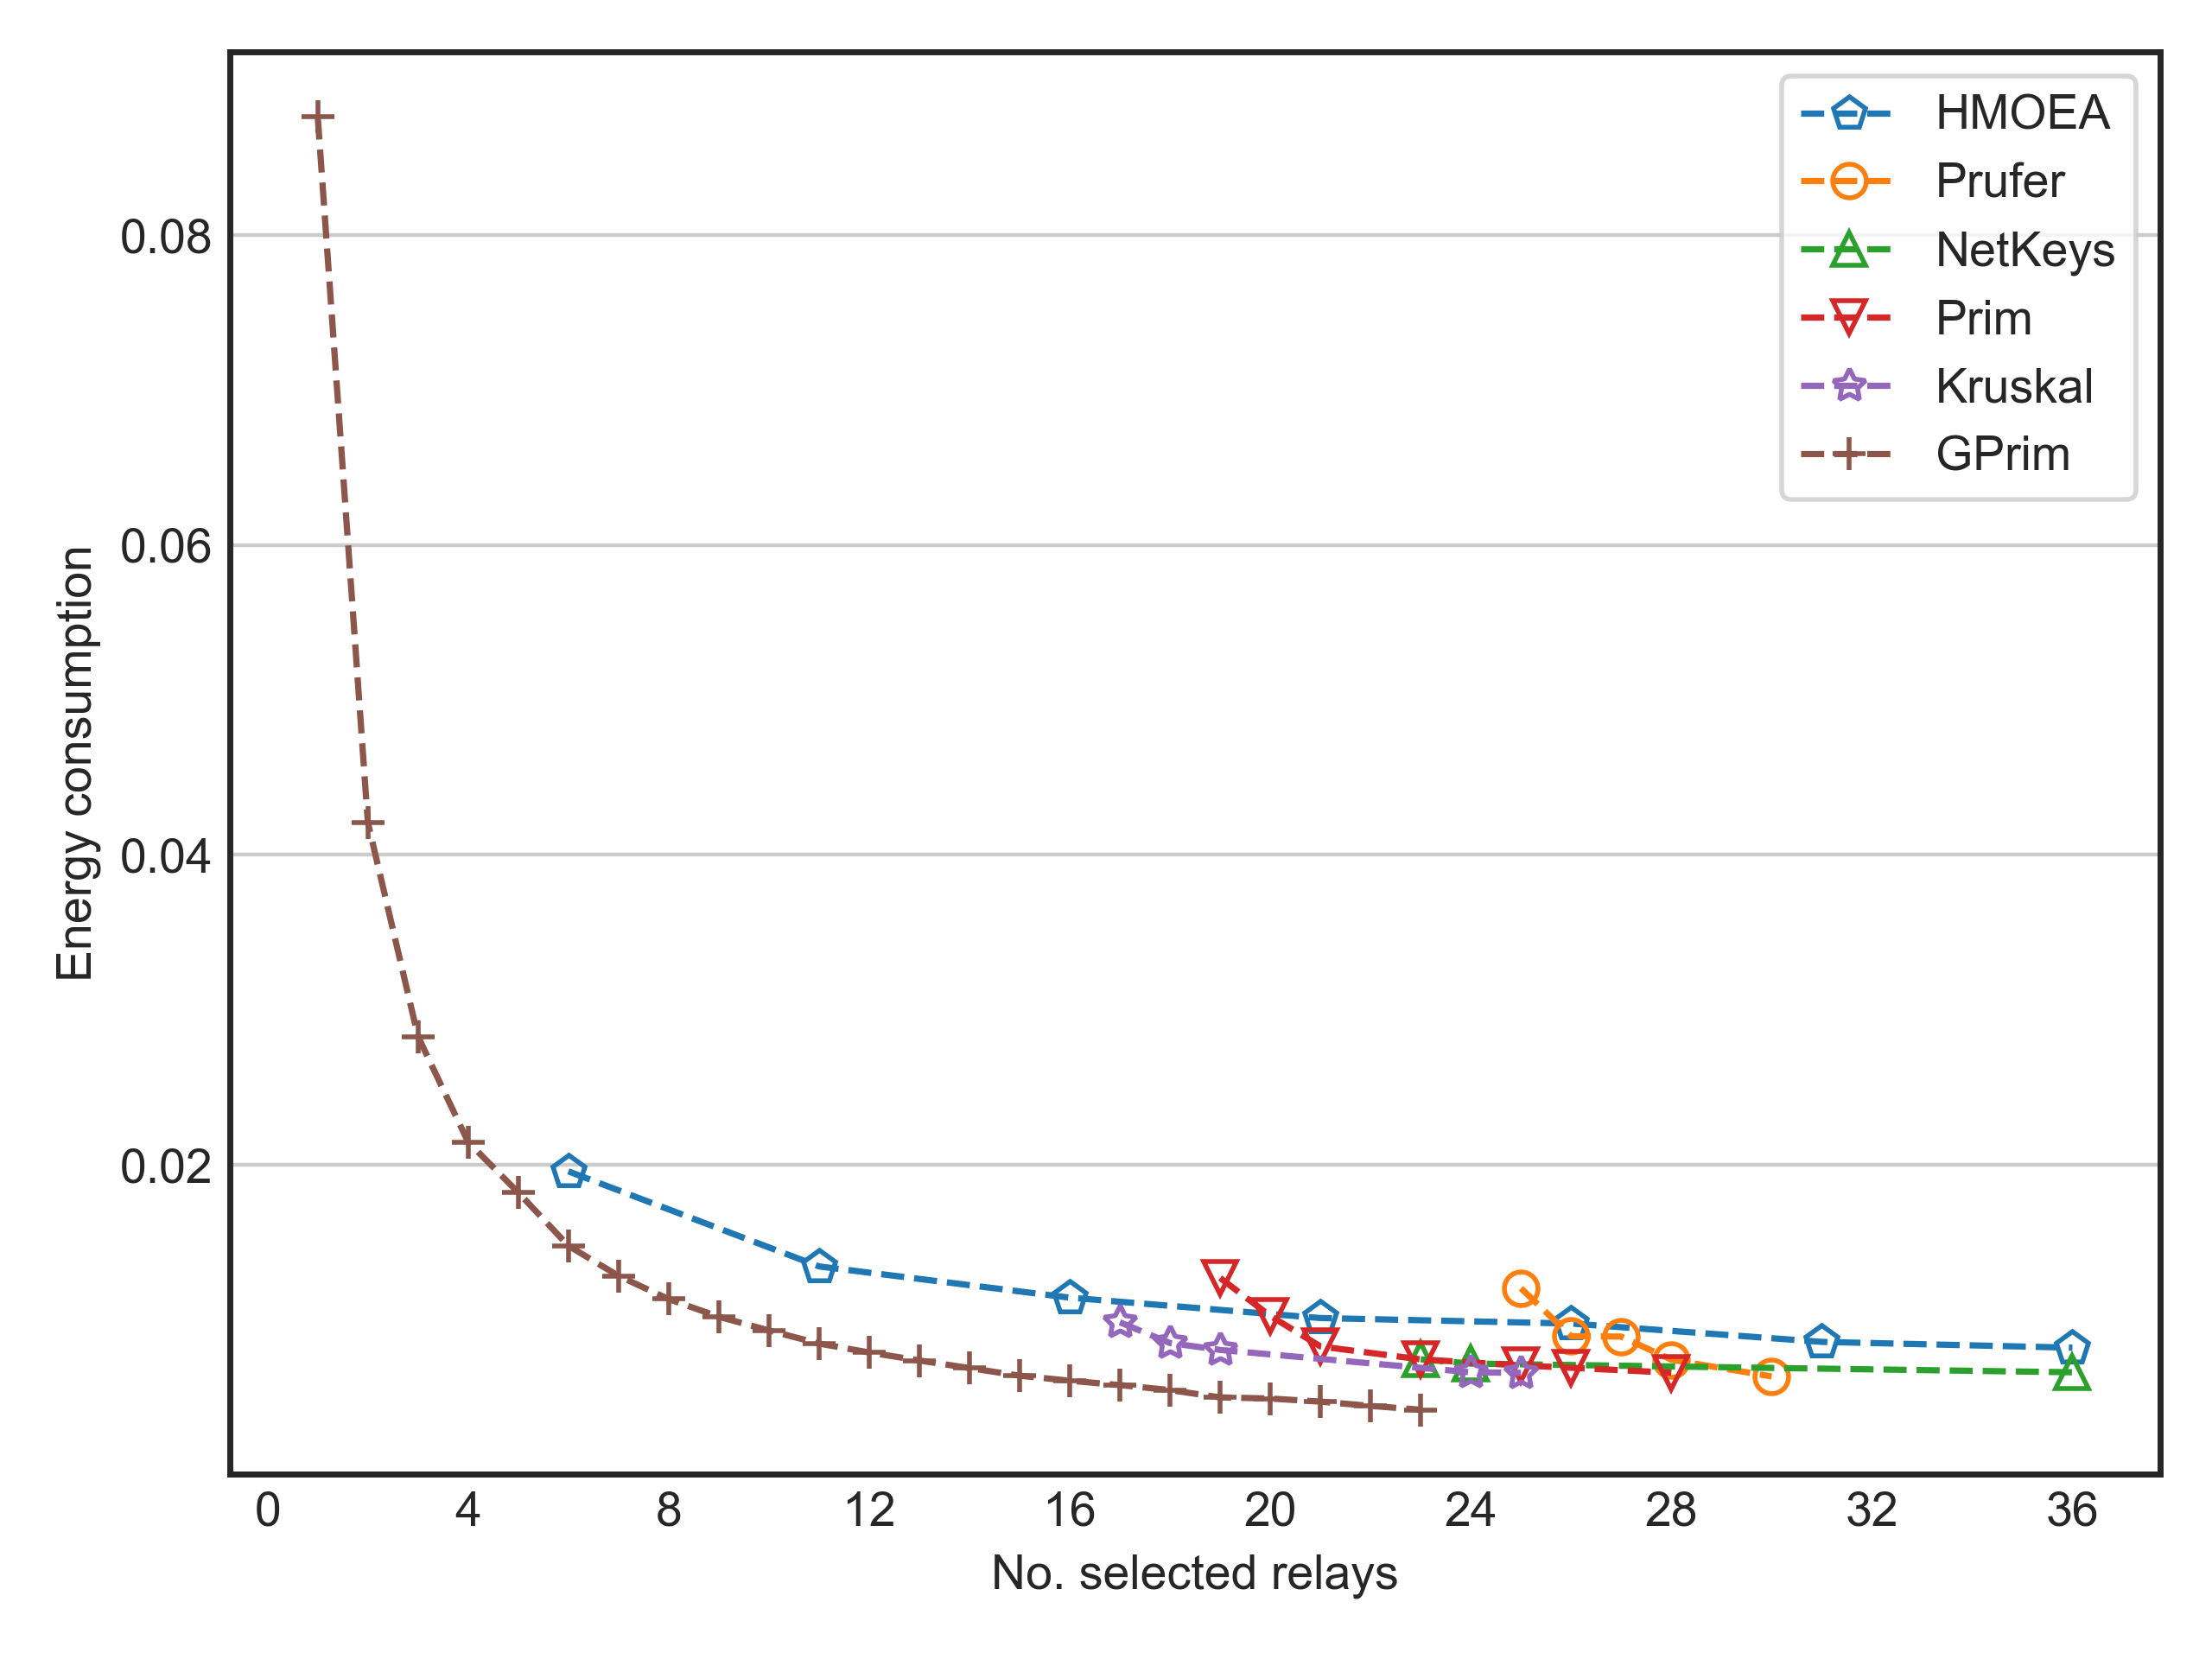 HMOEA
Prufer
NetKeys
Prim
Kruskal
GPrim
Energy consumption
0.08
0.06
0.04
0.02
0 4 8 12 16 20 24 28 32 36
No. selected relays